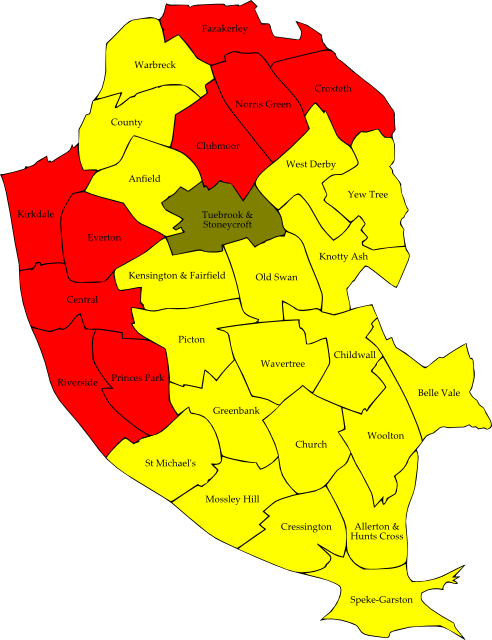 Fazakerley
Warbreck
Croxteth
Norris Green
County
Clubmoor
West Derby
Anfield
Yew Tree
Kirkdale
Tuebrook &
Stoneycroft
Everton
Knotty Ash
Kensington & Fairfield
Old Swan
Central
Picton
Childwall
Wavertree
Riverside
Princes Park
Belle Vale
Greenbank
Woolton
Church
St Michael's
Mossley Hill
Cressington
Allerton &
Hunts Cross
Speke-Garston